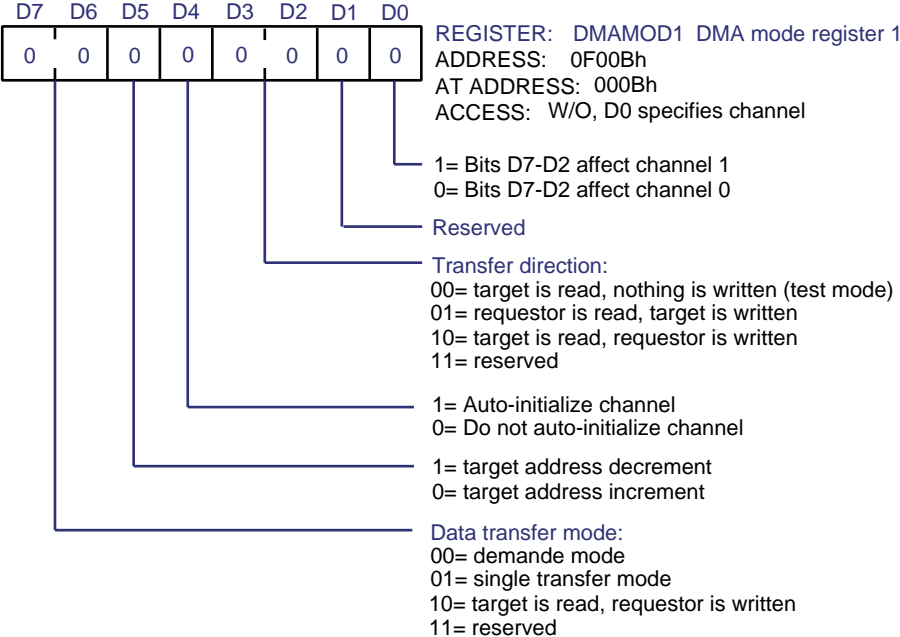 D7 D6 D5 D4 D3 D2 D1 D0
0 0 0 0 0 0 0 0
REGISTER: DMAMOD1 DMA mode register 1
ADDRESS: 0F00Bh
AT ADDRESS: 000Bh
ACCESS: W/O, D0 specifies channel
1= Bits D7-D2 affect channel 1
0= Bits D7-D2 affect channel 0
Reserved
Transfer direction:
00= target is read, nothing is written (test mode)
01= requestor is read, target is written
10= target is read, requestor is written
11= reserved
1= Auto-initialize channel
0= Do not auto-initialize channel
1= target address decrement
0= target address increment
Data transfer mode:
00= demande mode
01= single transfer mode
10= target is read, requestor is written
11= reserved